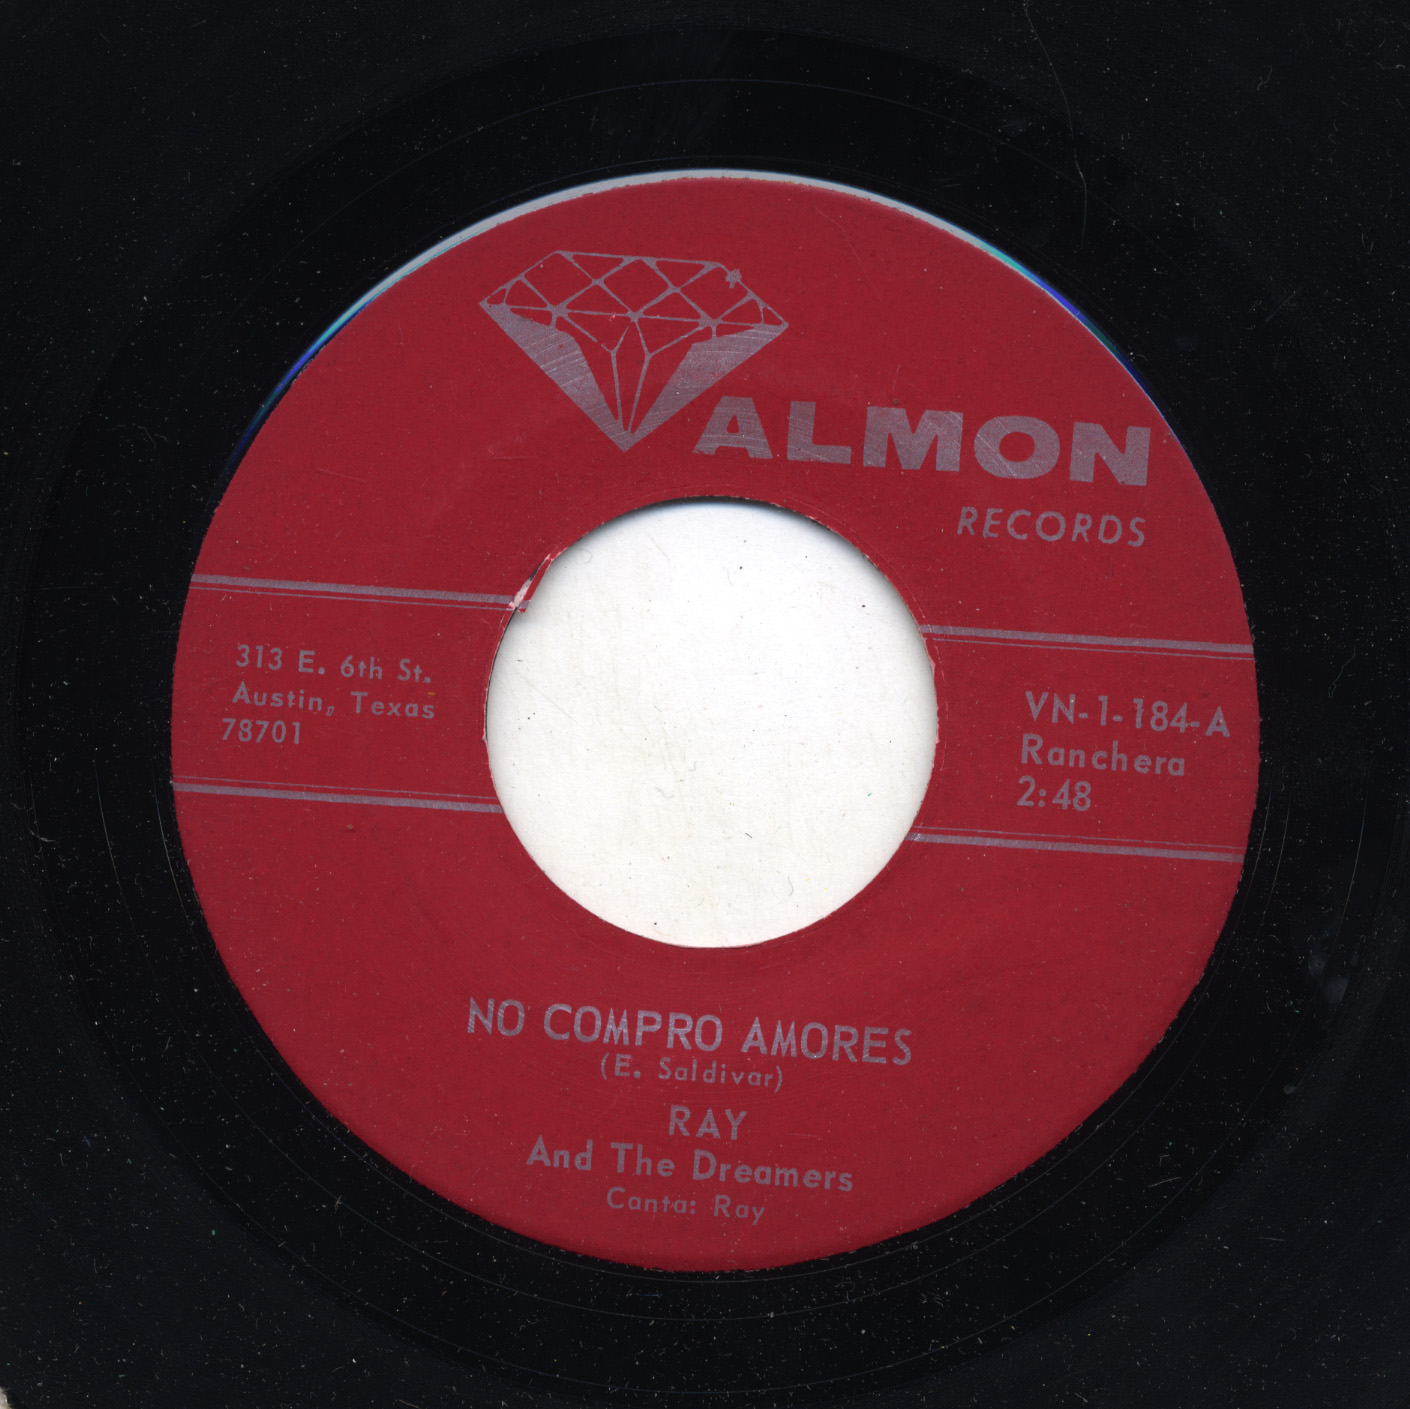 ALMON
RECORDS
313 E. 6th St.
Austin, Texas
78701
VN-1-184-A
Ranchera
2:48
NO COMPRO AMORES
(E. Saldivar)
RAY
And The Dreamers
Canta: Ray